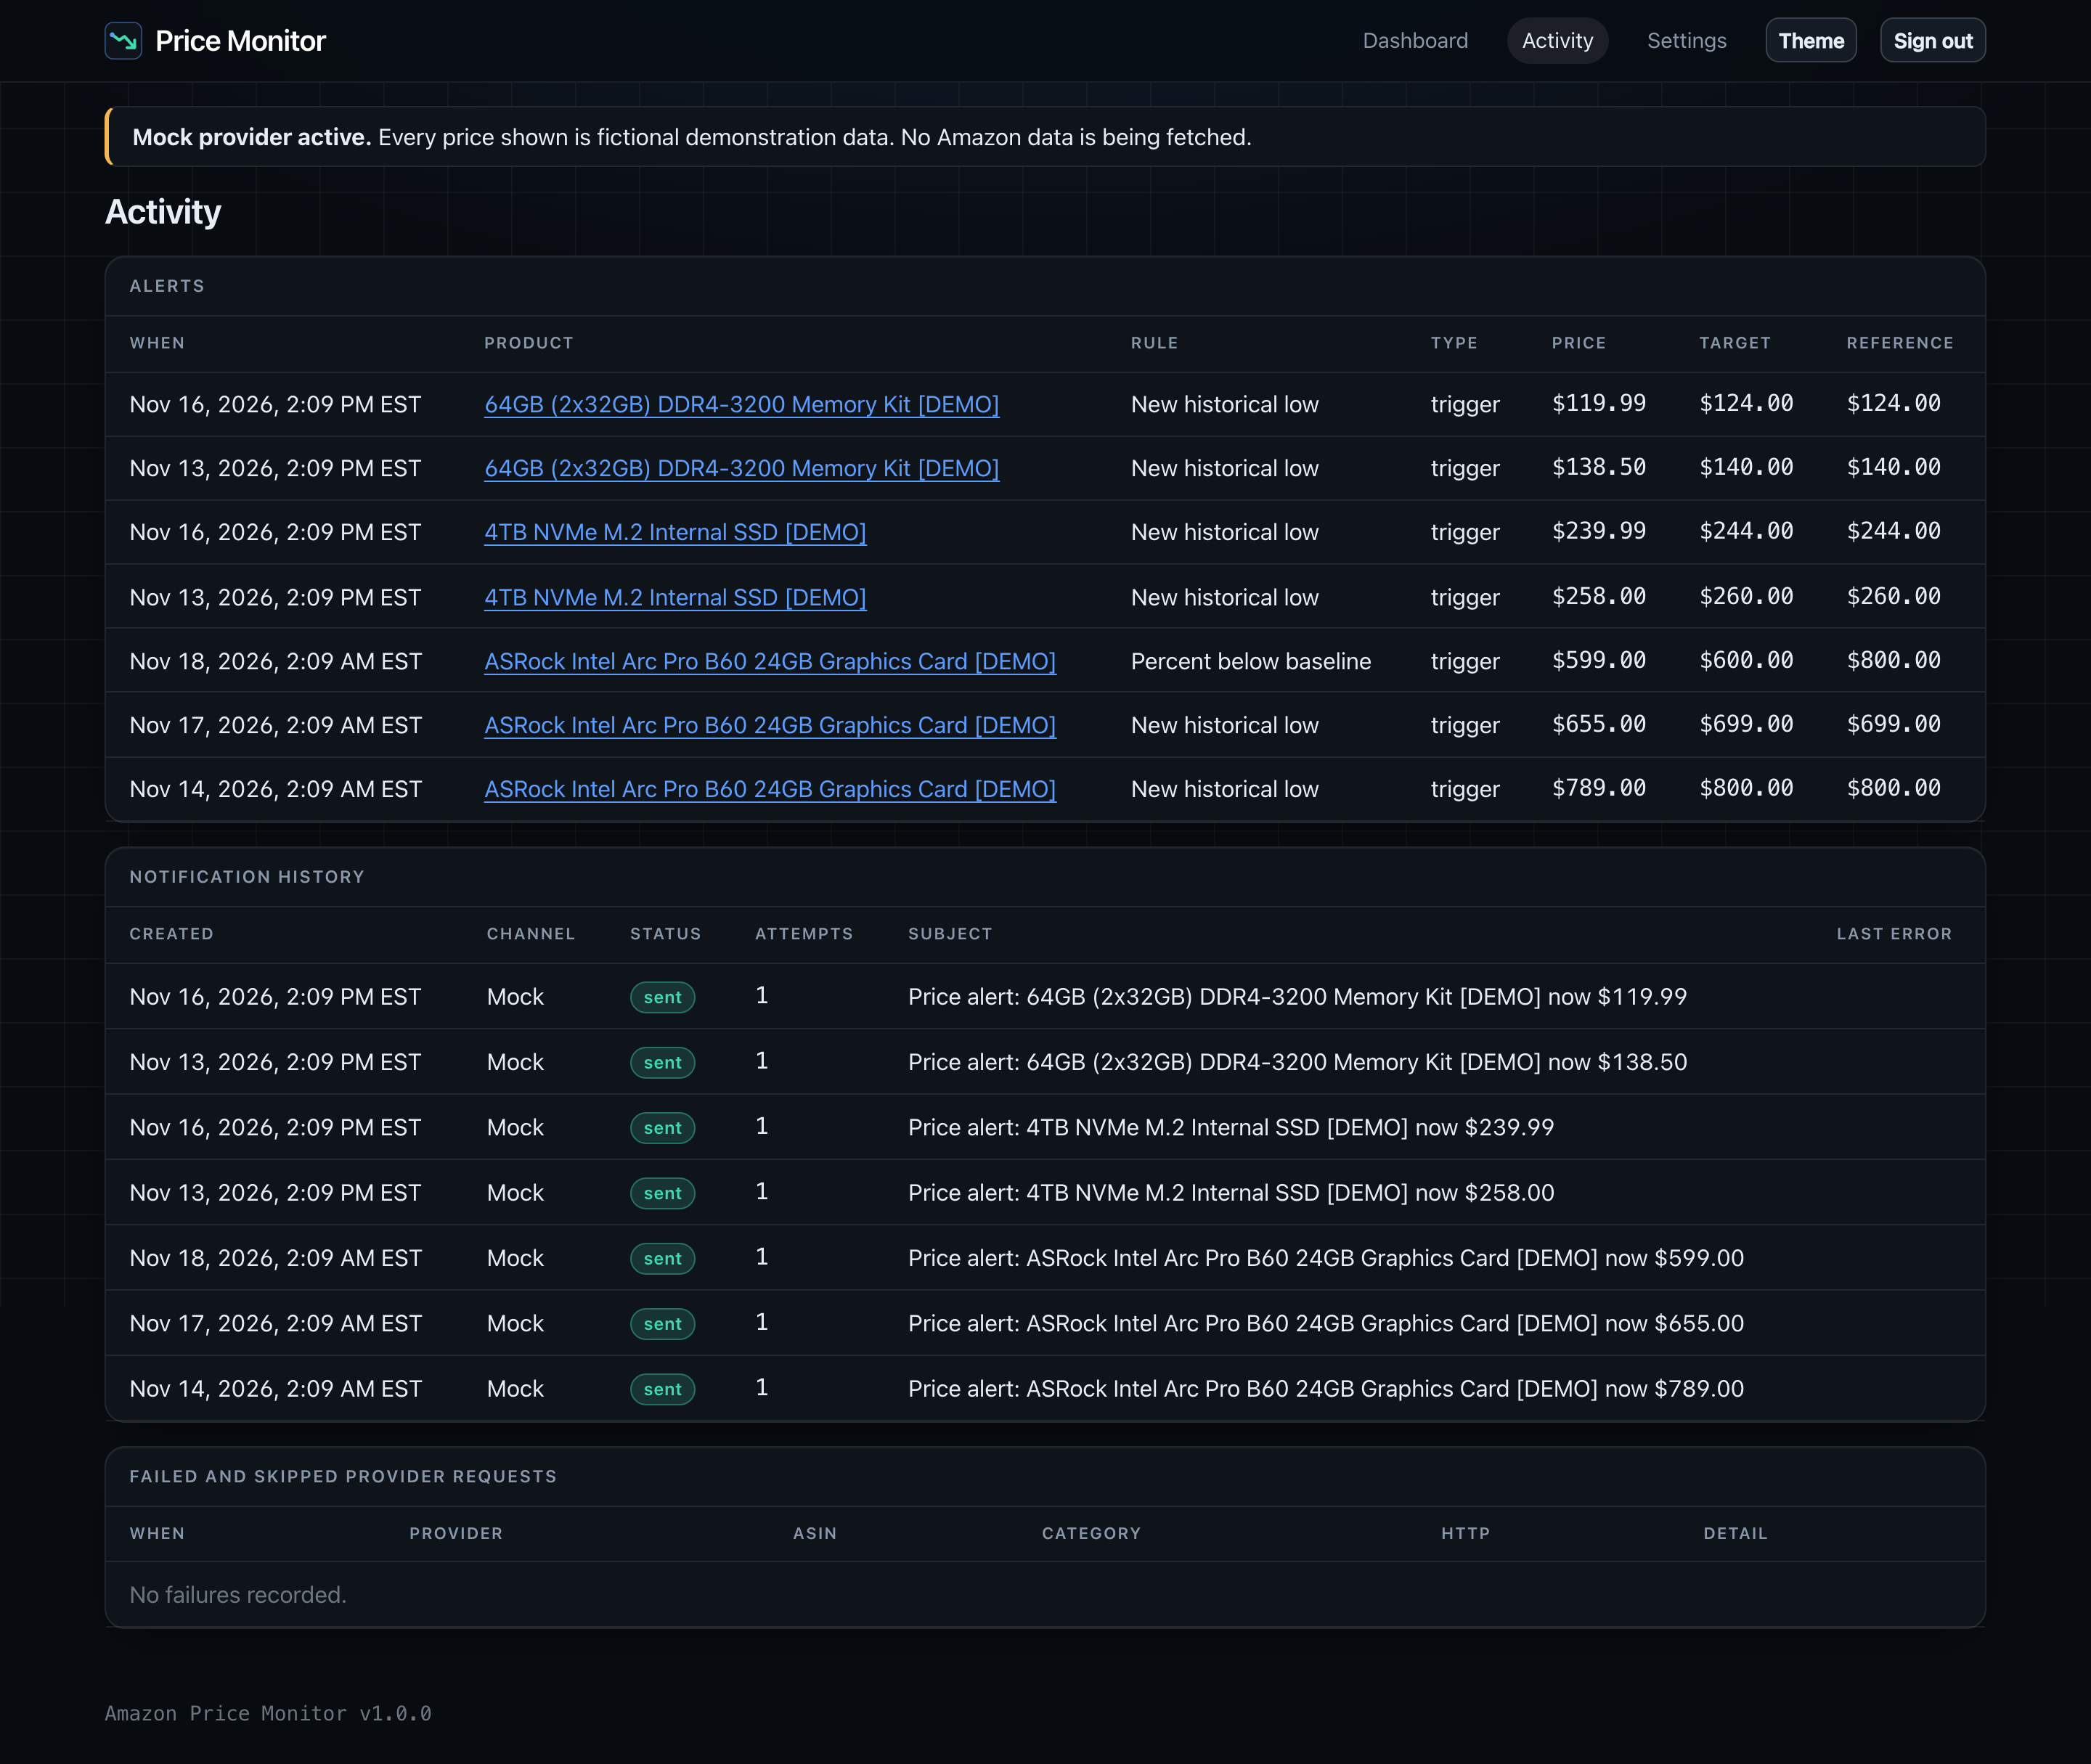 Price Monitor
Dashboard Activity Settings Theme Sign out
Mock provider active. Every price shown is fictional demonstration data. No Amazon data is being fetched.
Activity
ALERTS
WHEN PRODUCT RULE TYPE PRICE TARGET REFERENCE
Nov 16, 2026, 2:09 PM EST 64GB (2x32GB) DDR4-3200 Memory Kit [DEMO] New historical low trigger $119.99 $124.00 $124.00
Nov 13, 2026, 2:09 PM EST 64GB (2x32GB) DDR4-3200 Memory Kit [DEMO] New historical low trigger $138.50 $140.00 $140.00
Nov 16, 2026, 2:09 PM EST 4TB NVMe M.2 Internal SSD [DEMO] New historical low trigger $239.99 $244.00 $244.00
Nov 13, 2026, 2:09 PM EST 4TB NVMe M.2 Internal SSD [DEMO] New historical low trigger $258.00 $260.00 $260.00
Nov 18, 2026, 2:09 AM EST ASRock Intel Arc Pro B60 24GB Graphics Card [DEMO] Percent below baseline trigger $599.00 $600.00 $800.00
Nov 17, 2026, 2:09 AM EST ASRock Intel Arc Pro B60 24GB Graphics Card [DEMO] New historical low trigger $655.00 $699.00 $699.00
Nov 14, 2026, 2:09 AM EST ASRock Intel Arc Pro B60 24GB Graphics Card [DEMO] New historical low trigger $789.00 $800.00 $800.00
NOTIFICATION HISTORY
CREATED CHANNEL STATUS ATTEMPTS SUBJECT LAST ERROR
Nov 16, 2026, 2:09 PM EST Mock sent 1 Price alert: 64GB (2x32GB) DDR4-3200 Memory Kit [DEMO] now $119.99
Nov 13, 2026, 2:09 PM EST Mock sent 1 Price alert: 64GB (2x32GB) DDR4-3200 Memory Kit [DEMO] now $138.50
Nov 16, 2026, 2:09 PM EST Mock sent 1 Price alert: 4TB NVMe M.2 Internal SSD [DEMO] now $239.99
Nov 13, 2026, 2:09 PM EST Mock sent 1 Price alert: 4TB NVMe M.2 Internal SSD [DEMO] now $258.00
Nov 18, 2026, 2:09 AM EST Mock sent 1 Price alert: ASRock Intel Arc Pro B60 24GB Graphics Card [DEMO] now $599.00
Nov 17, 2026, 2:09 AM EST Mock sent 1 Price alert: ASRock Intel Arc Pro B60 24GB Graphics Card [DEMO] now $655.00
Nov 14, 2026, 2:09 AM EST Mock sent 1 Price alert: ASRock Intel Arc Pro B60 24GB Graphics Card [DEMO] now $789.00
FAILED AND SKIPPED PROVIDER REQUESTS
WHEN PROVIDER ASIN CATEGORY HTTP DETAIL
No failures recorded.
Amazon Price Monitor v1.0.0